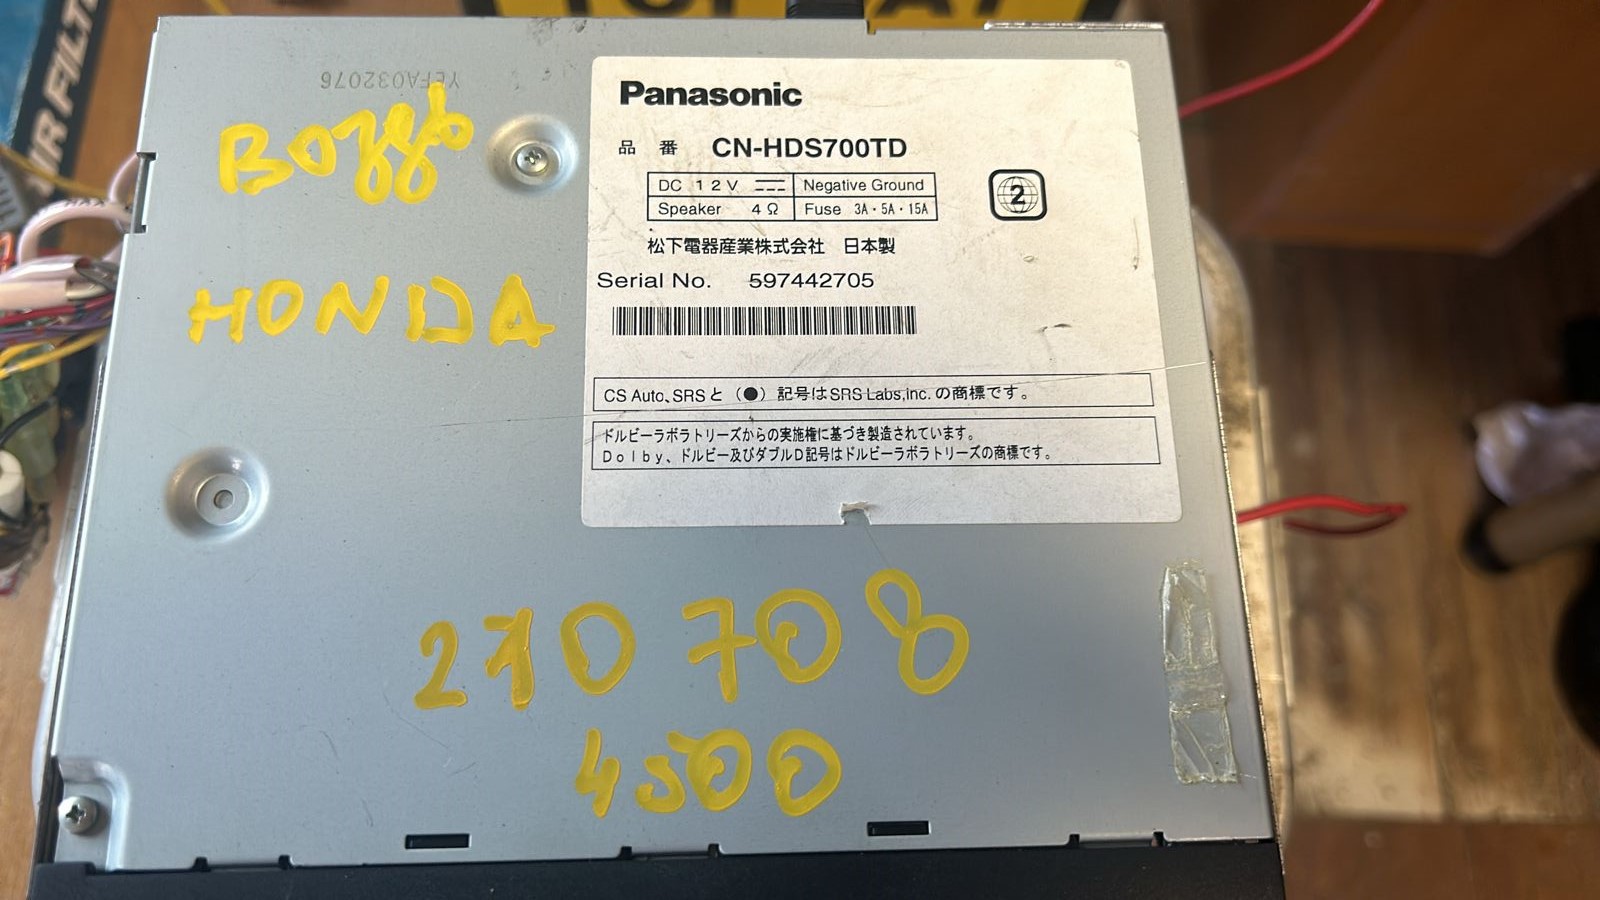 YEFA032076
Panasonic
品番 CN-HDS700TD
DC 12V Negative Ground
Speaker 4Ω Fuse 3A・5A・15A
2
松下電器産業株式会社 日本製
Serial No. 597442705
CS Auto、SRSと(●)記号はSRS Labs,inc.の商標です。
ドルビーラボラトリーズからの実施権に基づき製造されています。
Dolby、ドルビー及びダブルD記号はドルビーラボラトリーズの商標です。
HONDA
210 708
4500
AIR FILT